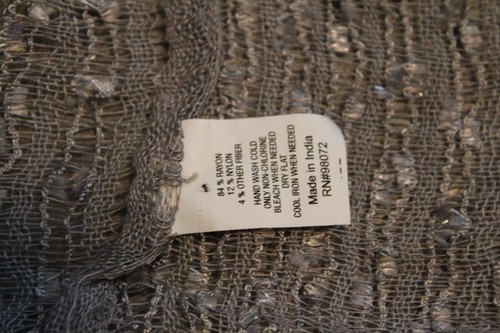 84 % RAYON
12 % NYLON
4 % OTHER FIBER
HAND WASH COLD
ONLY NON-CHLORINE
BLEACH WHEN NEEDED
DRY FLAT
COOL IRON WHEN NEEDED
Made in India
RN#98072